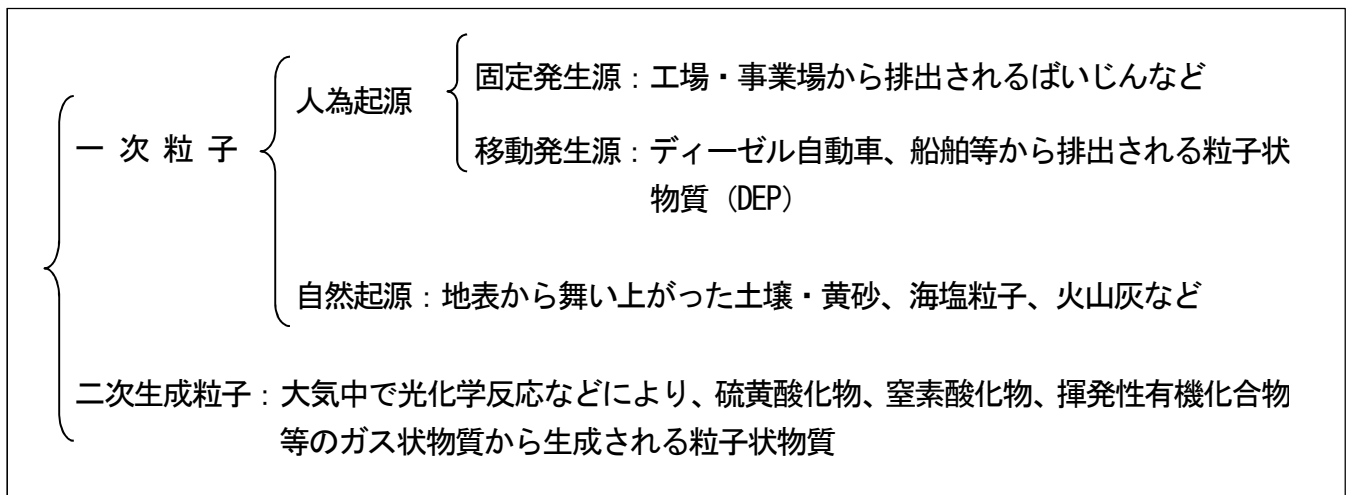 固定発生源：工場・事業場から排出されるばいじんなど
人為起源
一 次 粒 子
移動発生源：ディーゼル自動車、船舶等から排出される粒子状
物質（DEP）
自然起源：地表から舞い上がった土壌・黄砂、海塩粒子、火山灰など
二次生成粒子：大気中で光化学反応などにより、硫黄酸化物、窒素酸化物、揮発性有機化合物
等のガス状物質から生成される粒子状物質